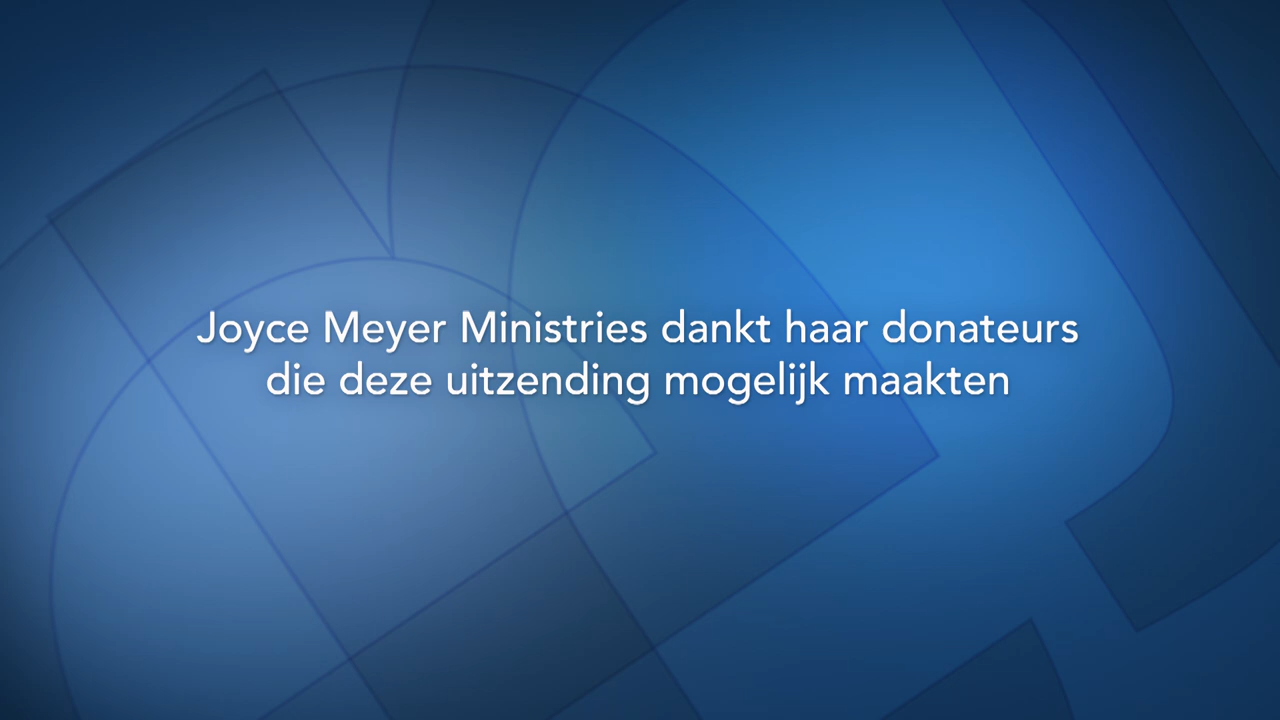 Joyce Meyer Ministries dankt haar donateurs
die deze uitzending mogelijk maakten